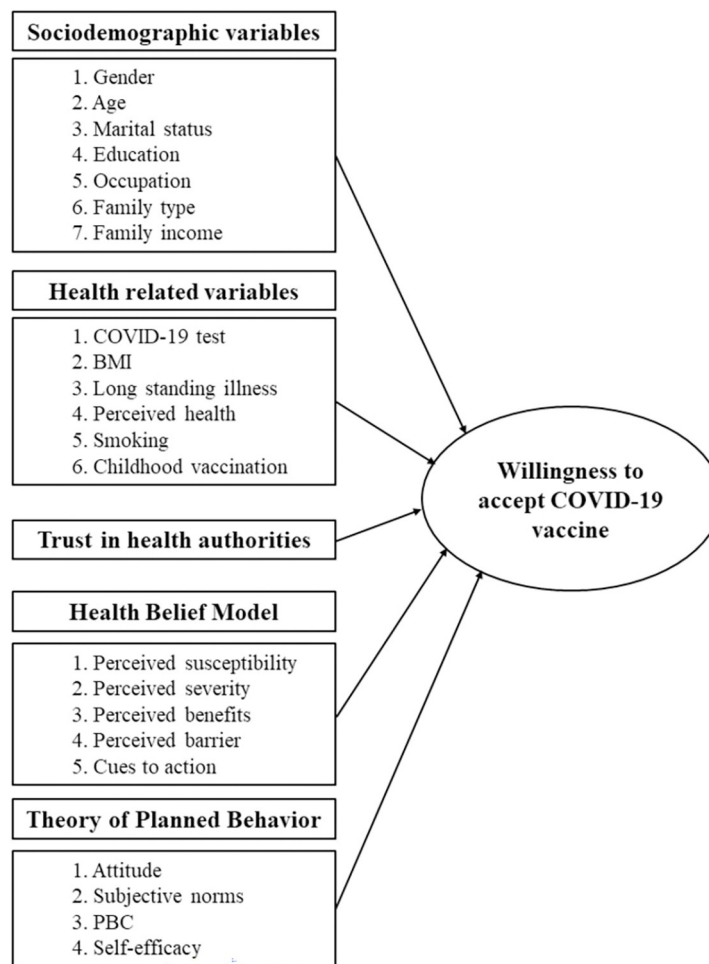 Sociodemographic variables
1. Gender
2. Age
3. Marital status
4. Education
5. Occupation
6. Family type
7. Family income
Health related variables
1. COVID-19 test
2. BMI
3. Long standing illness
4. Perceived health
5. Smoking
6. Childhood vaccination
Trust in health authorities
Health Belief Model
1. Perceived susceptibility
2. Perceived severity
3. Perceived benefits
4. Perceived barrier
5. Cues to action
Theory of Planned Behavior
1. Attitude
2. Subjective norms
3. PBC
4. Self-efficacy
Willingness to
accept COVID-19
vaccine